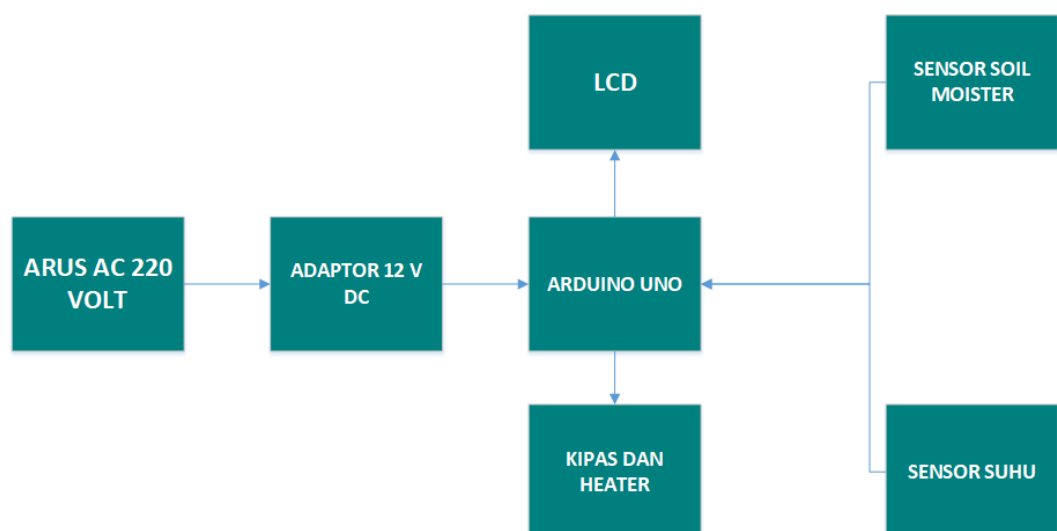 LCD
SENSOR SOIL
MOISTER
ARUS AC 220
VOLT
ADAPTOR 12 V
DC
ARDUINO UNO
KIPAS DAN
HEATER
SENSOR SUHU